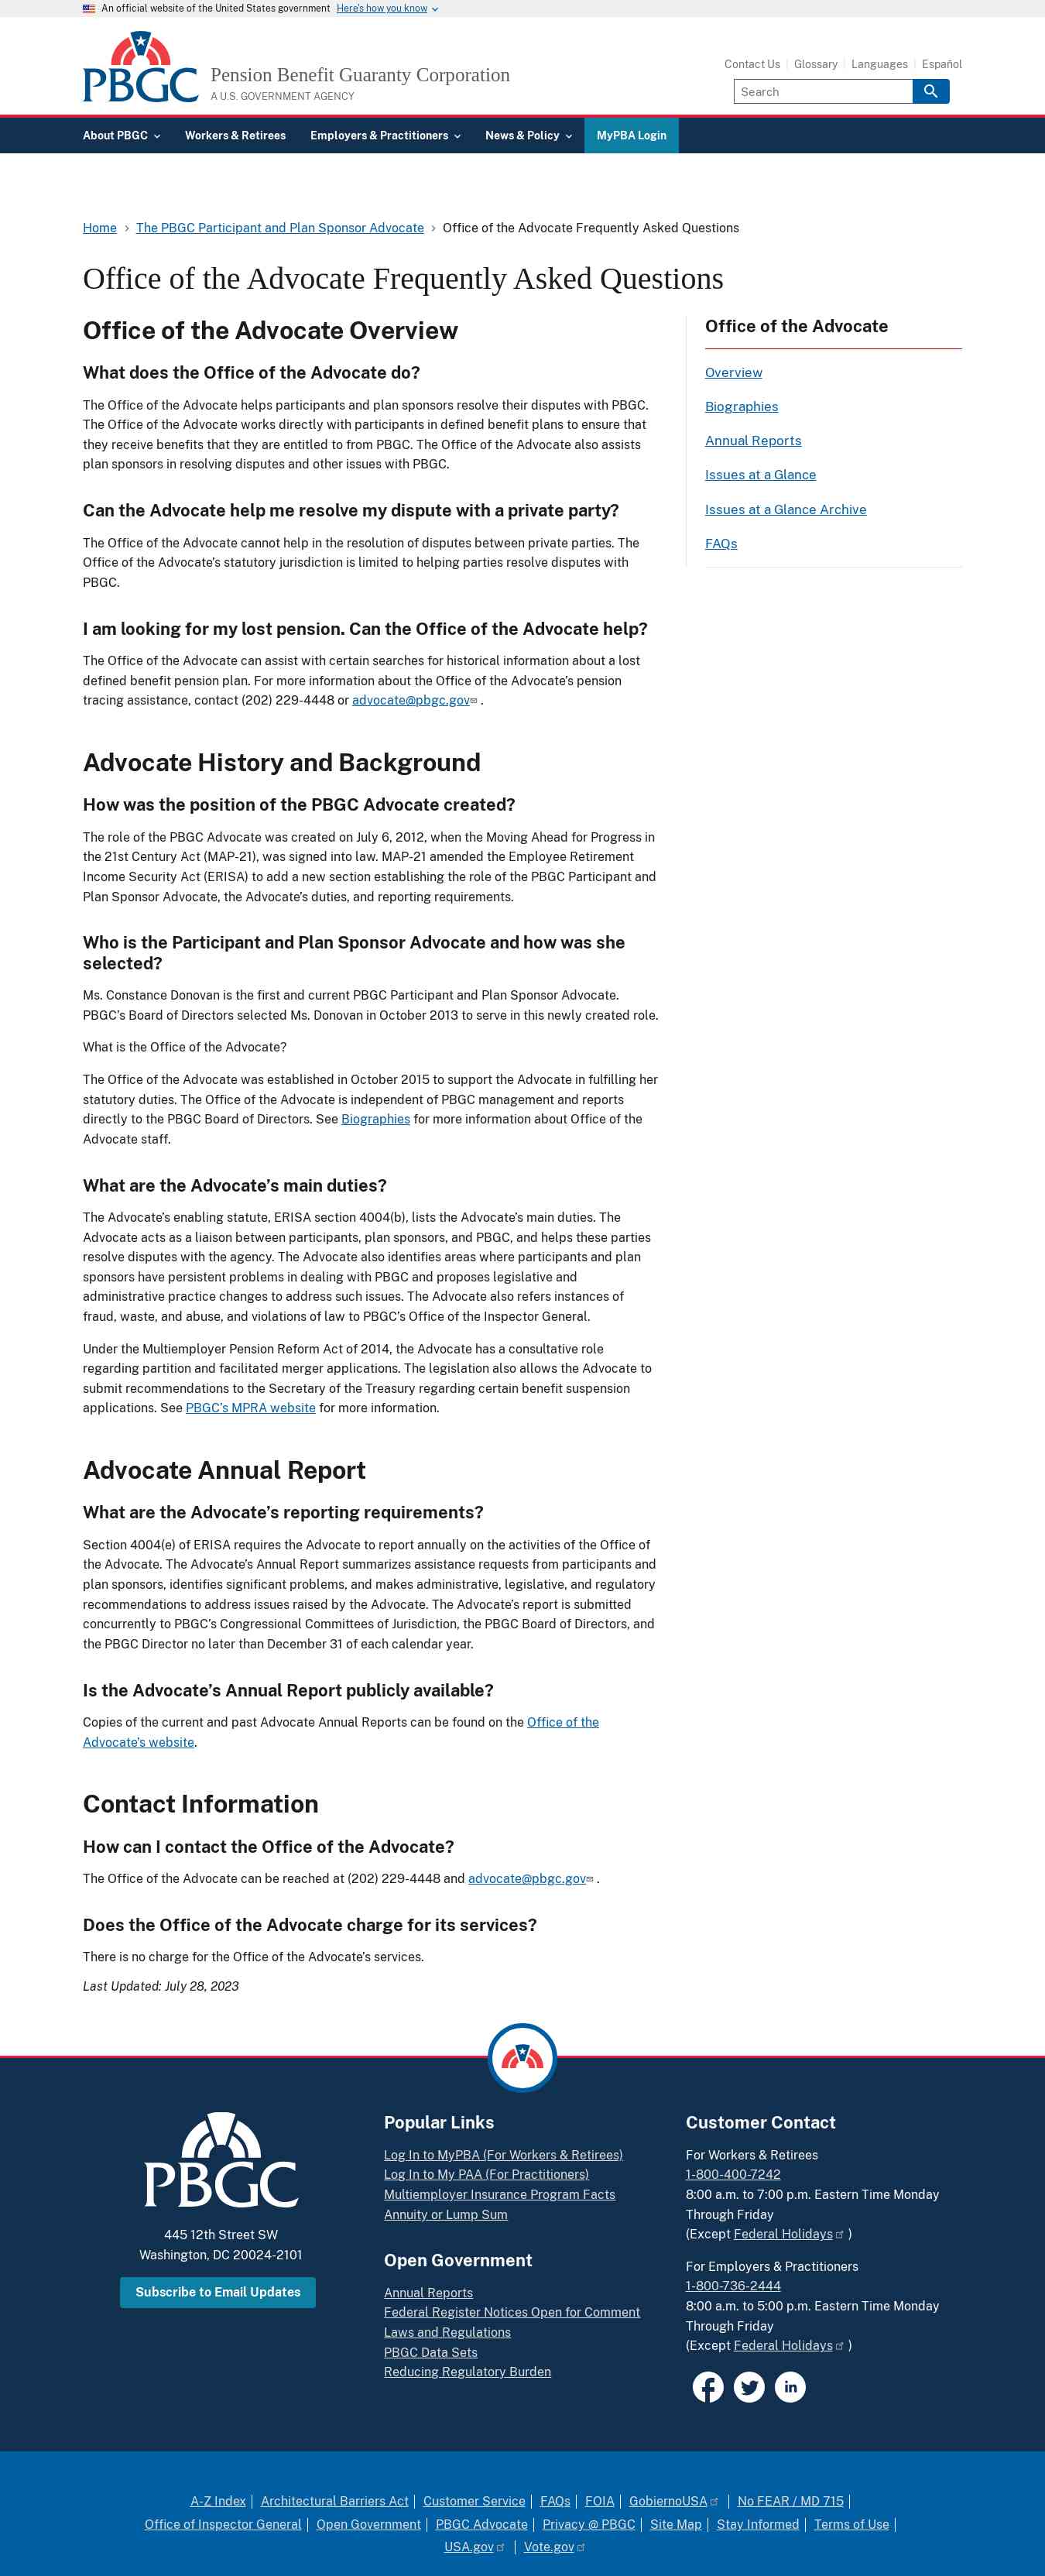 An official website of the United States government Here's how you know
PBGC
Pension Benefit Guaranty Corporation
A U.S. GOVERNMENT AGENCY
Contact Us Glossary Languages Español
Search
About PBGC Workers & Retirees Employers & Practitioners News & Policy MyPBA Login
Home The PBGC Participant and Plan Sponsor Advocate Office of the Advocate Frequently Asked Questions
Office of the Advocate Frequently Asked Questions
Office of the Advocate Overview
What does the Office of the Advocate do?
The Office of the Advocate helps participants and plan sponsors resolve their disputes with PBGC.
The Office of the Advocate works directly with participants in defined benefit plans to ensure that
they receive benefits that they are entitled to from PBGC. The Office of the Advocate also assists
plan sponsors in resolving disputes and other issues with PBGC.
Can the Advocate help me resolve my dispute with a private party?
The Office of the Advocate cannot help in the resolution of disputes between private parties. The
Office of the Advocate's statutory jurisdiction is limited to helping parties resolve disputes with
PBGC.
I am looking for my lost pension. Can the Office of the Advocate help?
The Office of the Advocate can assist with certain searches for historical information about a lost
defined benefit pension plan. For more information about the Office of the Advocate's pension
tracing assistance, contact (202) 229-4448 or advocate@pbgc.gov .
Advocate History and Background
How was the position of the PBGC Advocate created?
The role of the PBGC Advocate was created on July 6, 2012, when the Moving Ahead for Progress in
the 21st Century Act (MAP-21), was signed into law. MAP-21 amended the Employee Retirement
Income Security Act (ERISA) to add a new section establishing the role of the PBGC Participant and
Plan Sponsor Advocate, the Advocate's duties, and reporting requirements.
Who is the Participant and Plan Sponsor Advocate and how was she
selected?
Ms. Constance Donovan is the first and current PBGC Participant and Plan Sponsor Advocate.
PBGC's Board of Directors selected Ms. Donovan in October 2013 to serve in this newly created role.
What is the Office of the Advocate?
The Office of the Advocate was established in October 2015 to support the Advocate in fulfilling her
statutory duties. The Office of the Advocate is independent of PBGC management and reports
directly to the PBGC Board of Directors. See Biographies for more information about Office of the
Advocate staff.
What are the Advocate's main duties?
The Advocate's enabling statute, ERISA section 4004(b), lists the Advocate's main duties. The
Advocate acts as a liaison between participants, plan sponsors, and PBGC, and helps these parties
resolve disputes with the agency. The Advocate also identifies areas where participants and plan
sponsors have persistent problems in dealing with PBGC and proposes legislative and
administrative practice changes to address such issues. The Advocate also refers instances of
fraud, waste, and abuse, and violations of law to PBGC's Office of the Inspector General.
Under the Multiemployer Pension Reform Act of 2014, the Advocate has a consultative role
regarding partition and facilitated merger applications. The legislation also allows the Advocate to
submit recommendations to the Secretary of the Treasury regarding certain benefit suspension
applications. See PBGC's MPRA website for more information.
Advocate Annual Report
What are the Advocate's reporting requirements?
Section 4004(e) of ERISA requires the Advocate to report annually on the activities of the Office of
the Advocate. The Advocate's Annual Report summarizes assistance requests from participants and
plan sponsors, identifies significant problems, and makes administrative, legislative, and regulatory
recommendations to address issues raised by the Advocate. The Advocate's report is submitted
concurrently to PBGC's Congressional Committees of Jurisdiction, the PBGC Board of Directors, and
the PBGC Director no later than December 31 of each calendar year.
Is the Advocate's Annual Report publicly available?
Copies of the current and past Advocate Annual Reports can be found on the Office of the
Advocate's website.
Contact Information
How can I contact the Office of the Advocate?
The Office of the Advocate can be reached at (202) 229-4448 and advocate@pbgc.gov .
Does the Office of the Advocate charge for its services?
There is no charge for the Office of the Advocate's services.
Last Updated: July 28, 2023
Office of the Advocate
Overview
Biographies
Annual Reports
Issues at a Glance
Issues at a Glance Archive
FAQs
PBGC
445 12th Street SW
Washington, DC 20024-2101
Subscribe to Email Updates
Popular Links
Log In to MyPBA (For Workers & Retirees)
Log In to My PAA (For Practitioners)
Multiemployer Insurance Program Facts
Annuity or Lump Sum
Open Government
Annual Reports
Federal Register Notices Open for Comment
Laws and Regulations
PBGC Data Sets
Reducing Regulatory Burden
Customer Contact
For Workers & Retirees
1-800-400-7242
8:00 a.m. to 7:00 p.m. Eastern Time Monday
Through Friday
(Except Federal Holidays )
For Employers & Practitioners
1-800-736-2444
8:00 a.m. to 5:00 p.m. Eastern Time Monday
Through Friday
(Except Federal Holidays )
in
A-Z Index Architectural Barriers Act Customer Service FAQs FOIA GobiernoUSA No FEAR / MD 715
Office of Inspector General Open Government PBGC Advocate Privacy @ PBGC Site Map Stay Informed Terms of Use
USA.gov Vote.gov